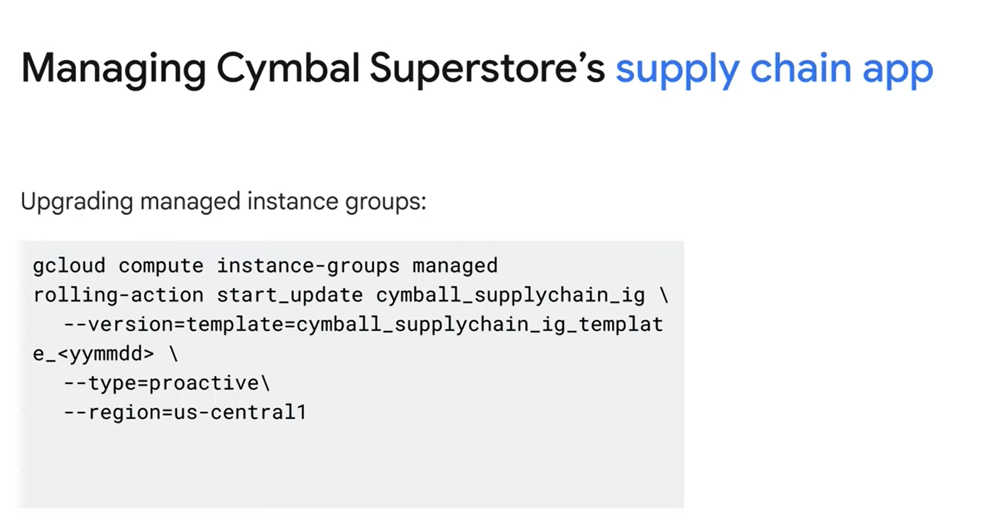 Managing Cymbal Superstore’s supply chain app
Upgrading managed instance groups:
gcloud compute instance-groups managed
rolling-action start_update cymball_supplychain_ig \
--version=template=cymball_supplychain_ig_templat
e_<yymmdd> \
--type=proactive\
--region=us-central1